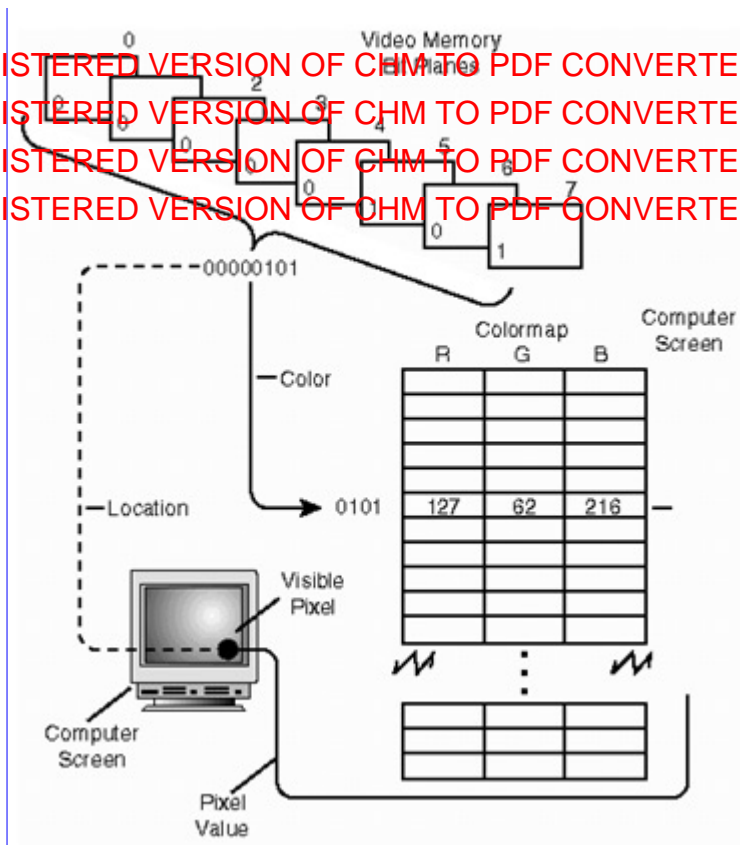 0
Video Memory
Bit Planes
ISTERED VERSION OF CHM TO PDF CONVERTE
1
2
ISTERED VERSION OF CHM TO PDF CONVERTE
3
4
ISTERED VERSION OF CHM TO PDF CONVERTE
5
6
7
ISTERED VERSION OF CHM TO PDF CONVERTE
0
0
0
0
0
0
1
00000101
Colormap
Computer
Screen
R G B
Color
Location
0101 127 62 216
Visible
Pixel
Computer
Screen
Pixel
Value